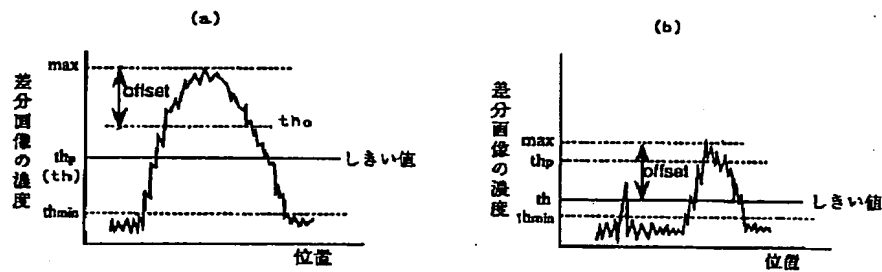 (a)
max
offset
tho
thp
(th)
しきい値
thmin
差分画像の濃度
位置
(b)
max
thp
offset
th
しきい値
thmin
差分画像の濃度
位置